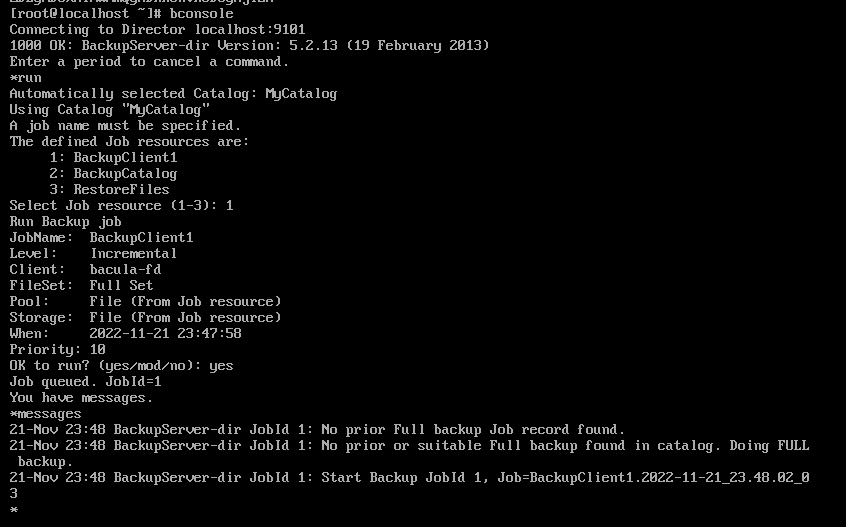 [root@localhost ~]# bconsole
Connecting to Director localhost:9101
1000 OK: BackupServer-dir Version: 5.2.13 (19 February 2013)
Enter a period to cancel a command.
*run
Automatically selected Catalog: MyCatalog
Using Catalog "MyCatalog"
A job name must be specified.
The defined Job resources are:
     1: BackupClient1
     2: BackupCatalog
     3: RestoreFiles
Select Job resource (1-3): 1
Run Backup job
JobName:  BackupClient1
Level:    Incremental
Client:   bacula-fd
FileSet:  Full Set
Pool:     File (From Job resource)
Storage:  File (From Job resource)
When:     2022-11-21 23:47:58
Priority: 10
OK to run? (yes/mod/no): yes
Job queued. JobId=1
You have messages.
*messages
21-Nov 23:48 BackupServer-dir JobId 1: No prior Full backup Job record found.
21-Nov 23:48 BackupServer-dir JobId 1: No prior or suitable Full backup found in catalog. Doing FULL
 backup.
21-Nov 23:48 BackupServer-dir JobId 1: Start Backup JobId 1, Job=BackupClient1.2022-11-21_23.48.02_0
3
*